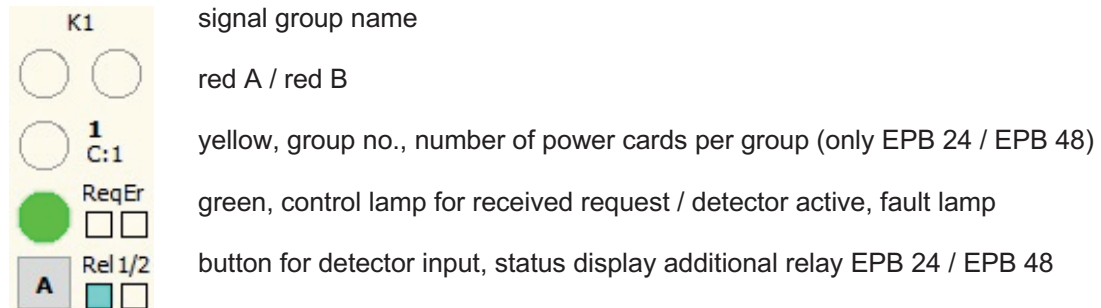 K1 signal group name
red A / red B
1
C:1 yellow, group no., number of power cards per group (only EPB 24 / EPB 48)
ReqEr green, control lamp for received request / detector active, fault lamp
A Rel 1/2 button for detector input, status display additional relay EPB 24 / EPB 48